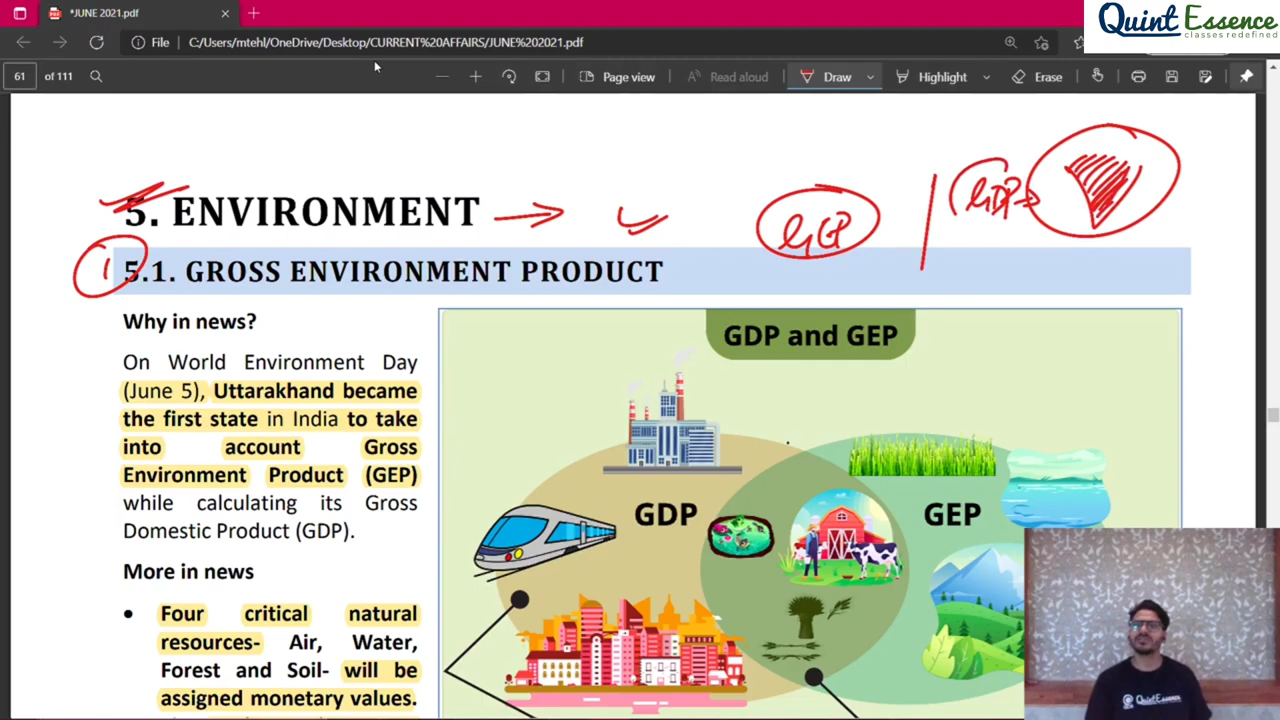 *JUNE 2021.pdf
Quint Essence
classes redefined
File C:/Users/mtehl/OneDrive/Desktop/CURRENT%20AFFAIRS/JUNE%202021.pdf
61 of 111 Page view Read aloud Draw Highlight Erase
5. ENVIRONMENT
GEP
GDP
1
5.1. GROSS ENVIRONMENT PRODUCT
Why in news?
On World Environment Day
(June 5), Uttarakhand became
the first state in India to take
into account Gross
Environment Product (GEP)
while calculating its Gross
Domestic Product (GDP).
More in news
• Four critical natural
resources- Air, Water,
Forest and Soil- will be
assigned monetary values.
GDP and GEP
GDP
GEP
QuintEssence